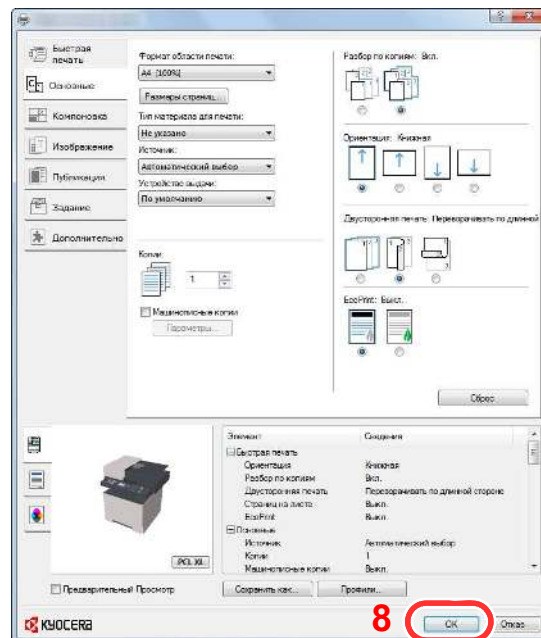 Быстрая печать
Основные
Компоновка
Изображение
Публикация
Задание
Дополнительно
Формат области печати:
A4 (100%)
Размеры страниц...
Тип материала для печати:
Не указано
Источник:
Автоматический выбор
Устройство выдачи:
По умолчанию
Копии:
1
Машинописные копии
Параметры...
Разбор по копиям: Вкл.
Ориентация: Книжная
Двусторонняя печать: Переворачивать по длинной
EcoPrint: Выкл.
Сброс
PCL XL
Предварительный Просмотр
Элемент Сведения
Быстрая печать
Ориентация Книжная
Разбор по копиям Вкл.
Двусторонняя печать Переворачивать по длинной стороне
Страниц на листе Выкл.
EcoPrint Выкл.
Основные
Источник Автоматический выбор
Копии 1
Машинописные копии Выкл.
Сохранить как... Профили...
KYOCERA
8
OK Отказ